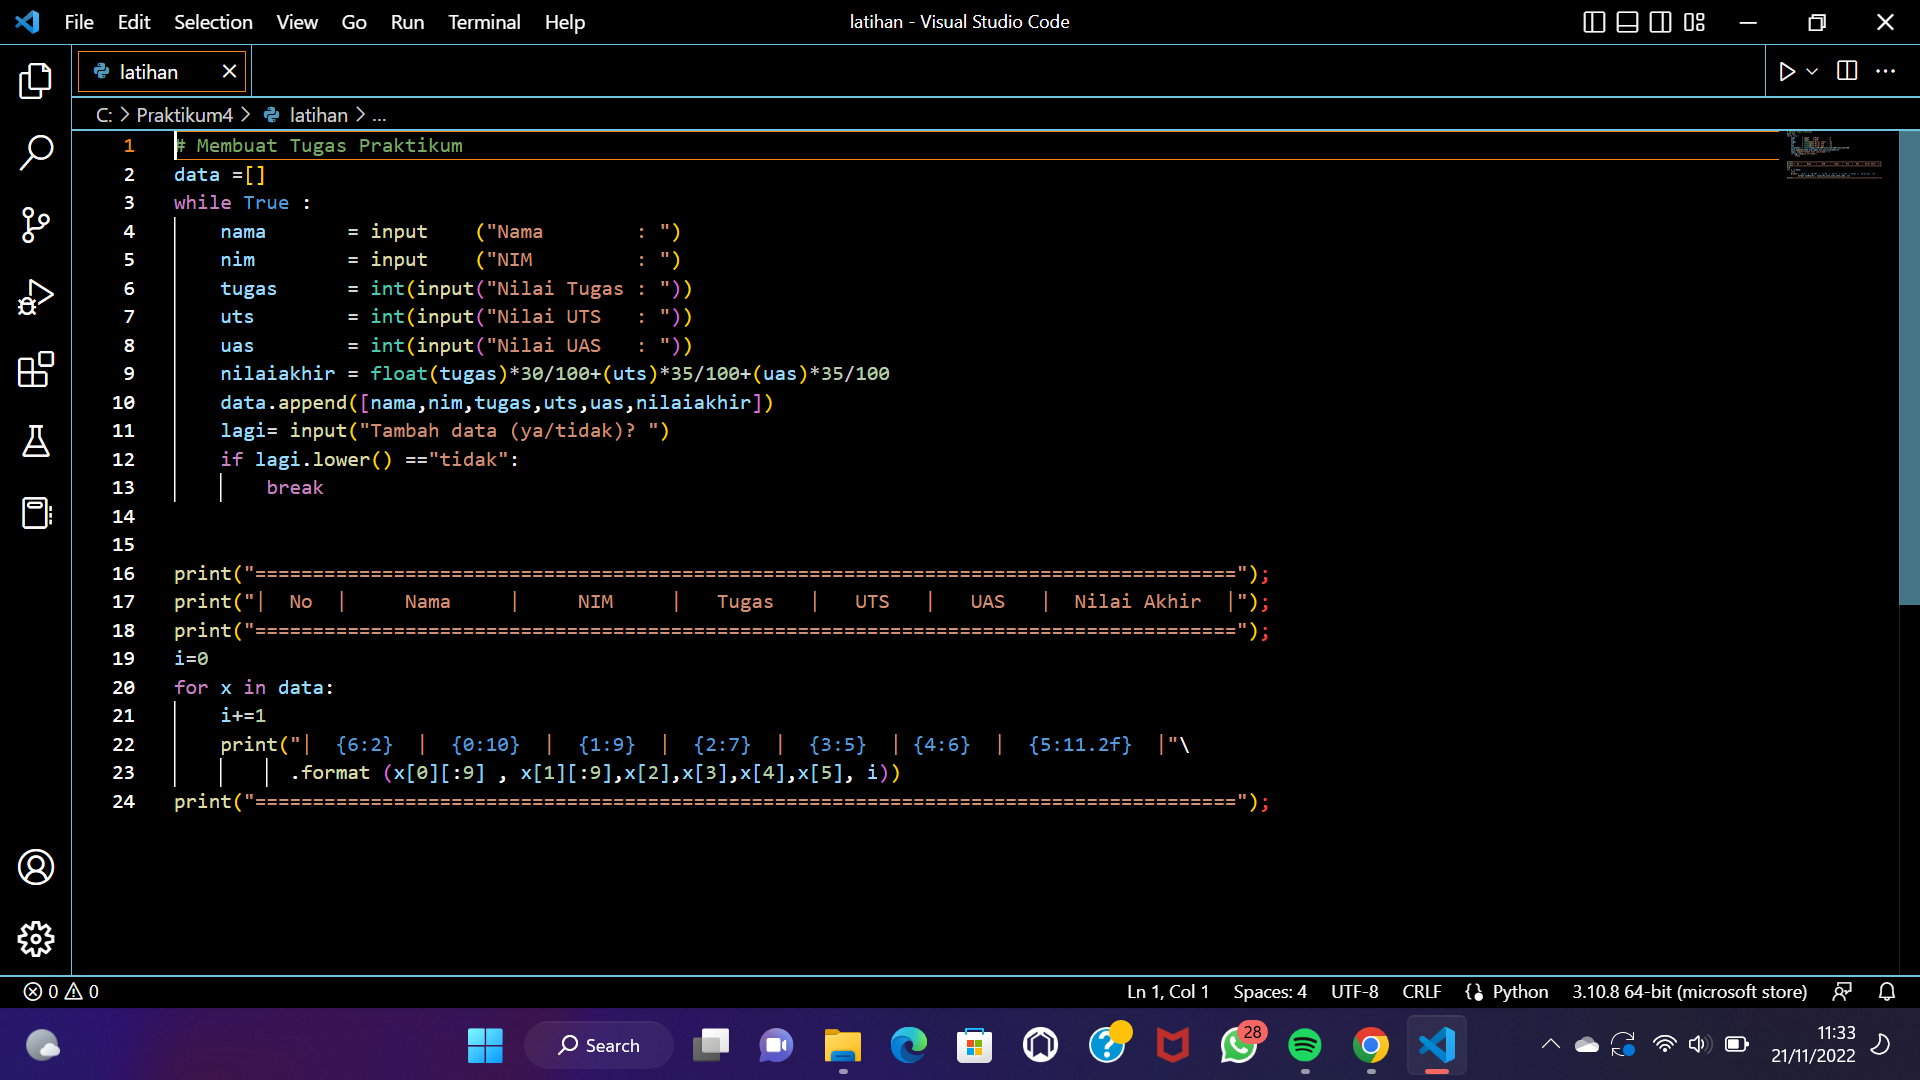 File Edit Selection View Go Run Terminal Help latihan - Visual Studio Code
latihan
C: > Praktikum4 > latihan > ...
1 # Membuat Tugas Praktikum
2 data =[]
3 while True :
4     nama       = input    ("Nama        : ")
5     nim        = input    ("NIM         : ")
6     tugas      = int(input("Nilai Tugas : "))
7     uts        = int(input("Nilai UTS   : "))
8     uas        = int(input("Nilai UAS   : "))
9     nilaiakhir = float(tugas)*30/100+(uts)*35/100+(uas)*35/100
10     data.append([nama,nim,tugas,uts,uas,nilaiakhir])
11     lagi= input("Tambah data (ya/tidak)? ")
12     if lagi.lower() =="tidak":
13         break
14
15
16 print("=====================================================================================");
17 print("|  No  |     Nama     |     NIM     |   Tugas   |   UTS   |   UAS   |  Nilai Akhir  |");
18 print("=====================================================================================");
19 i=0
20 for x in data:
21     i+=1
22     print("|  {6:2}  |  {0:10}  |  {1:9}  |  {2:7}  |  {3:5}  | {4:6}  |  {5:11.2f}  |"\
23           .format (x[0][:9] , x[1][:9],x[2],x[3],x[4],x[5], i))
24 print("=====================================================================================");
0 0 Ln 1, Col 1 Spaces: 4 UTF-8 CRLF Python 3.10.8 64-bit (microsoft store)
Search 28 11:33
21/11/2022